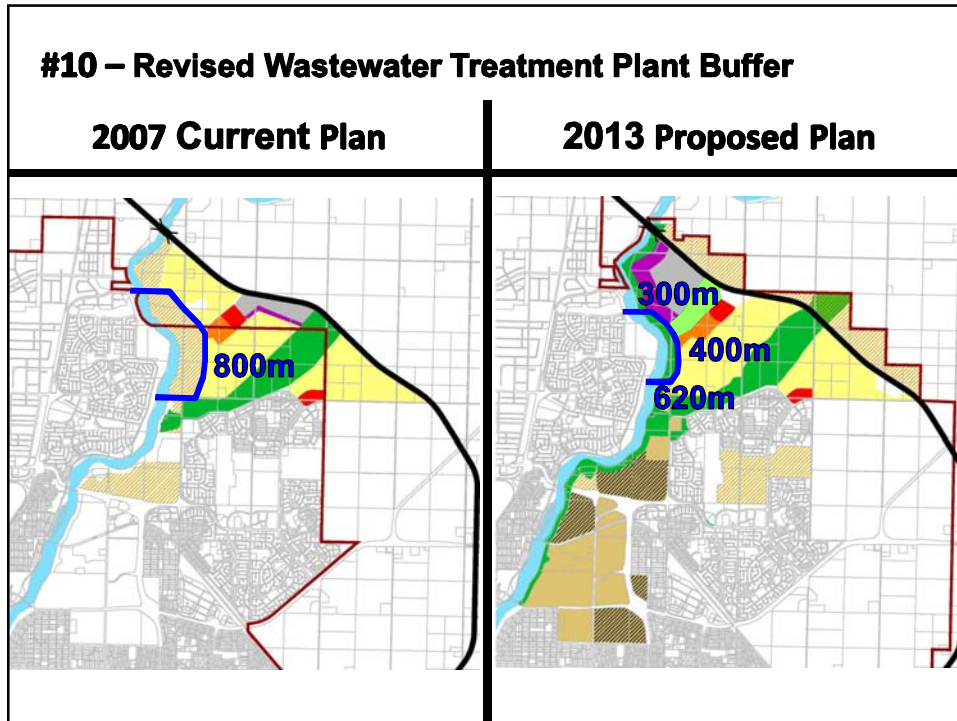 #10 – Revised Wastewater Treatment Plant Buffer
2007 Current Plan
2013 Proposed Plan
800m
300m
400m
620m